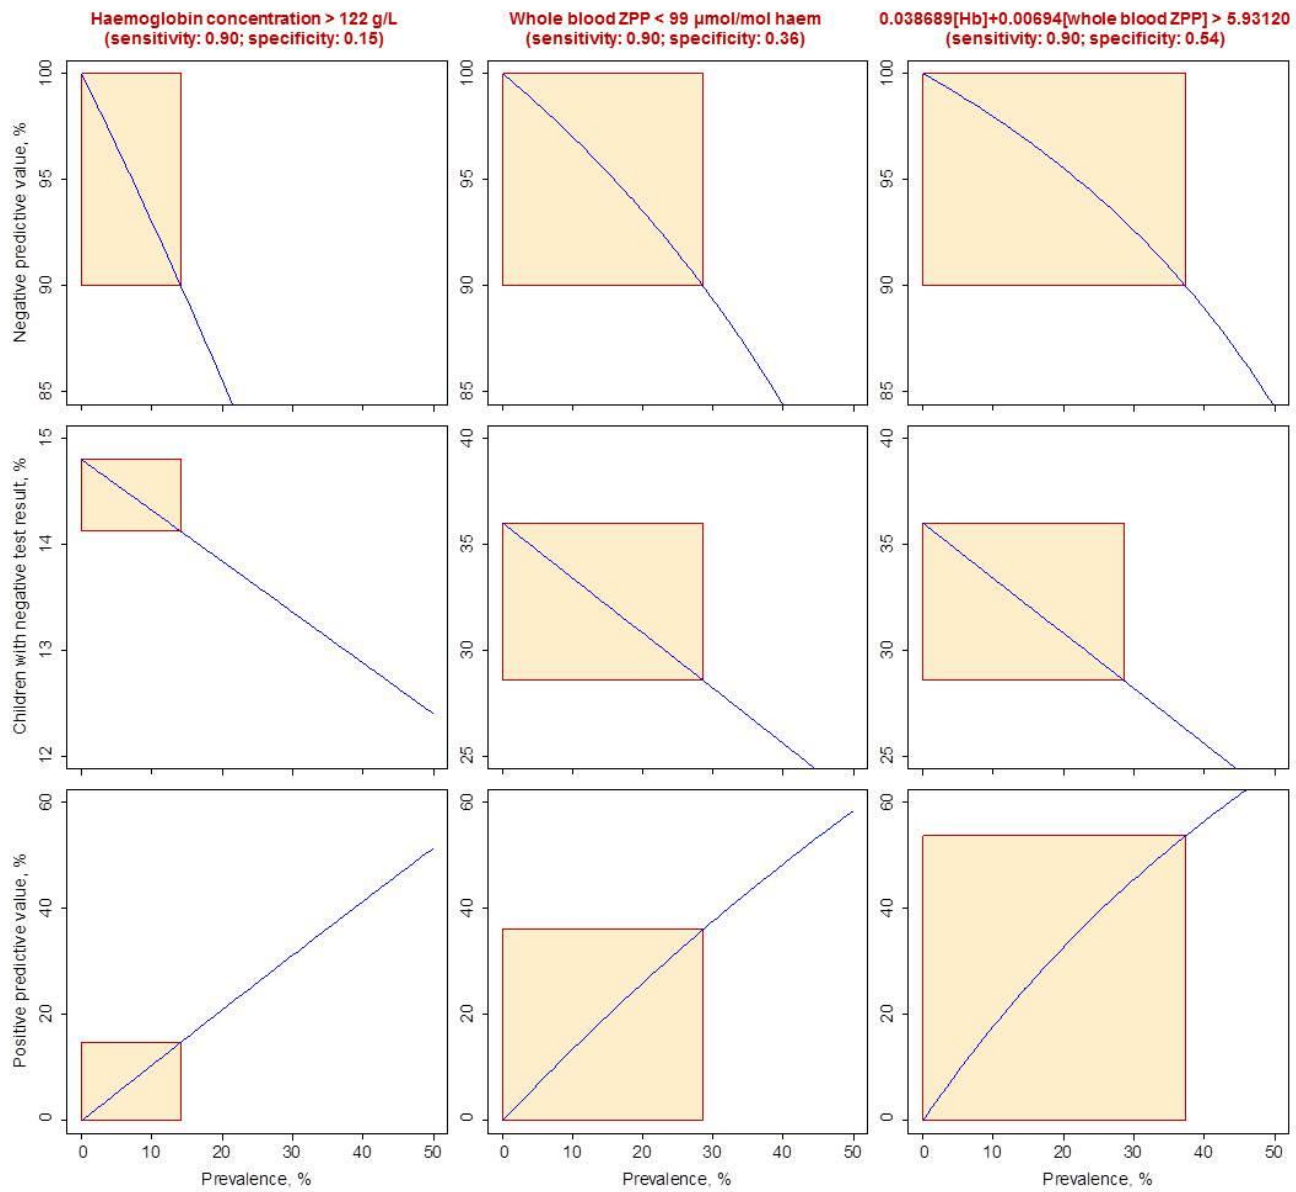 Haemoglobin concentration > 122 g/L
(sensitivity: 0.90; specificity: 0.15)
Whole blood ZPP < 99 µmol/mol haem
(sensitivity: 0.90; specificity: 0.36)
0.038689[Hb]+0.00694[whole blood ZPP] > 5.93120
(sensitivity: 0.90; specificity: 0.54)
Negative predictive value, %
100
95
90
85
100
95
90
85
100
95
90
85
Children with negative test result, %
15
14
13
12
40
35
30
25
40
35
30
25
Positive predictive value, %
60
40
20
0
60
40
20
0
60
40
20
0
0 10 20 30 40 50
0 10 20 30 40 50
0 10 20 30 40 50
Prevalence, %
Prevalence, %
Prevalence, %